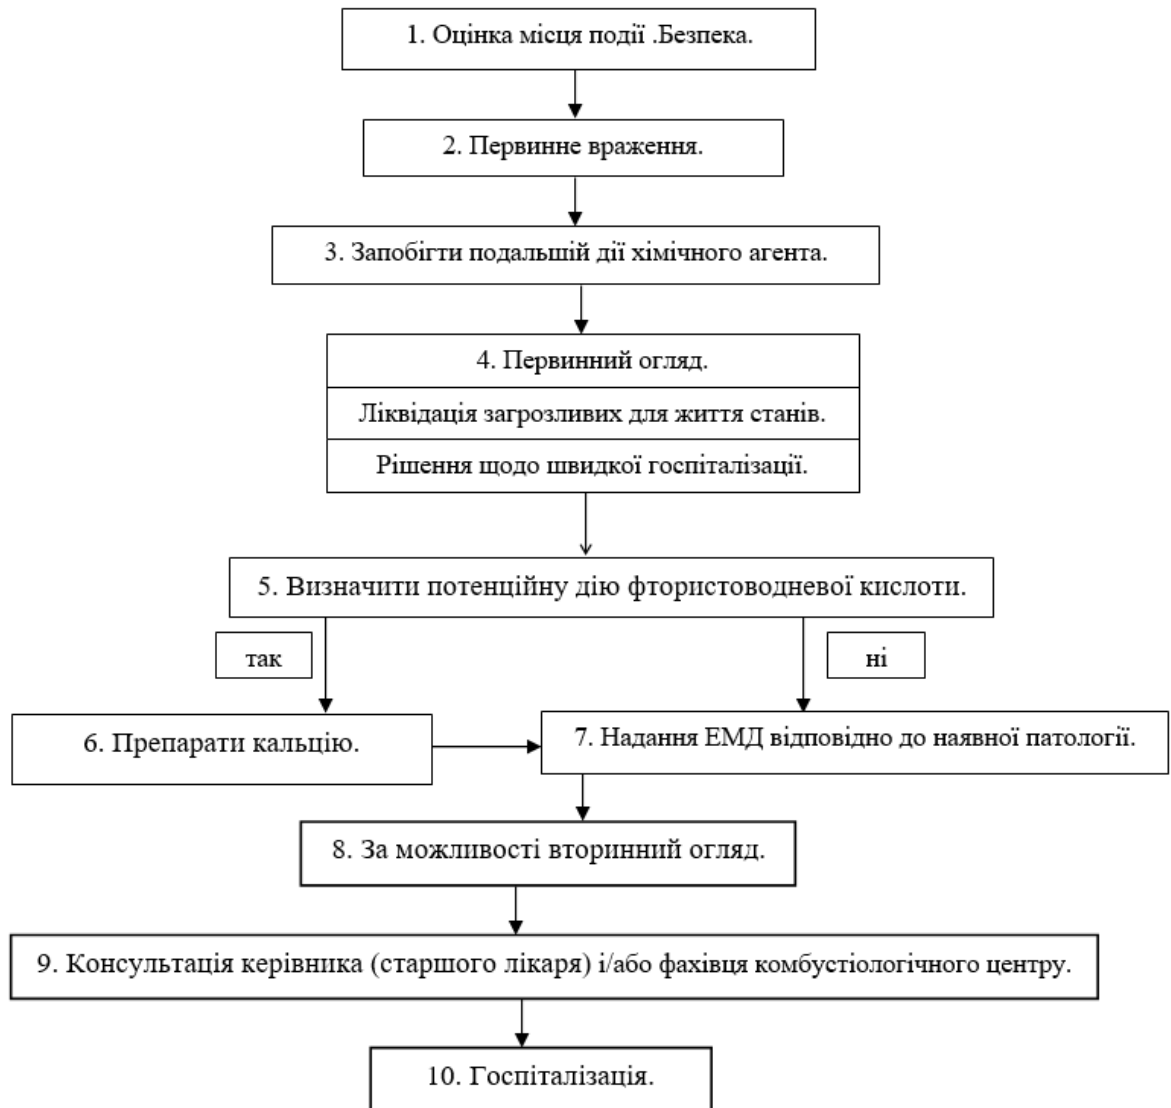 1. Оцінка місця події .Безпека.
2. Первинне враження.
3. Запобігти подальшій дії хімічного агента.
4. Первинний огляд.
Ліквідація загрозливих для життя станів.
Рішення щодо швидкої госпіталізації.
5. Визначити потенційну дію фтористоводневої кислоти.
так
ні
6. Препарати кальцію.
7. Надання ЕМД відповідно до наявної патології.
8. За можливості вторинний огляд.
9. Консультація керівника (старшого лікаря) і/або фахівця комбустіологічного центру.
10. Госпіталізація.